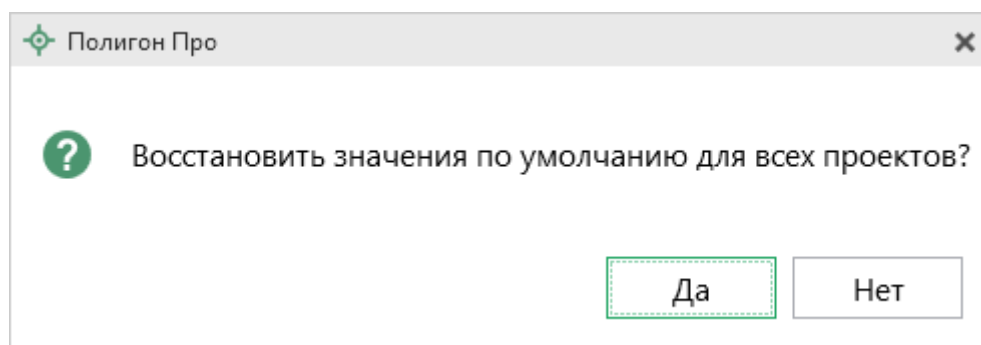 Полигон Про
Восстановить значения по умолчанию для всех проектов?
Да Нет